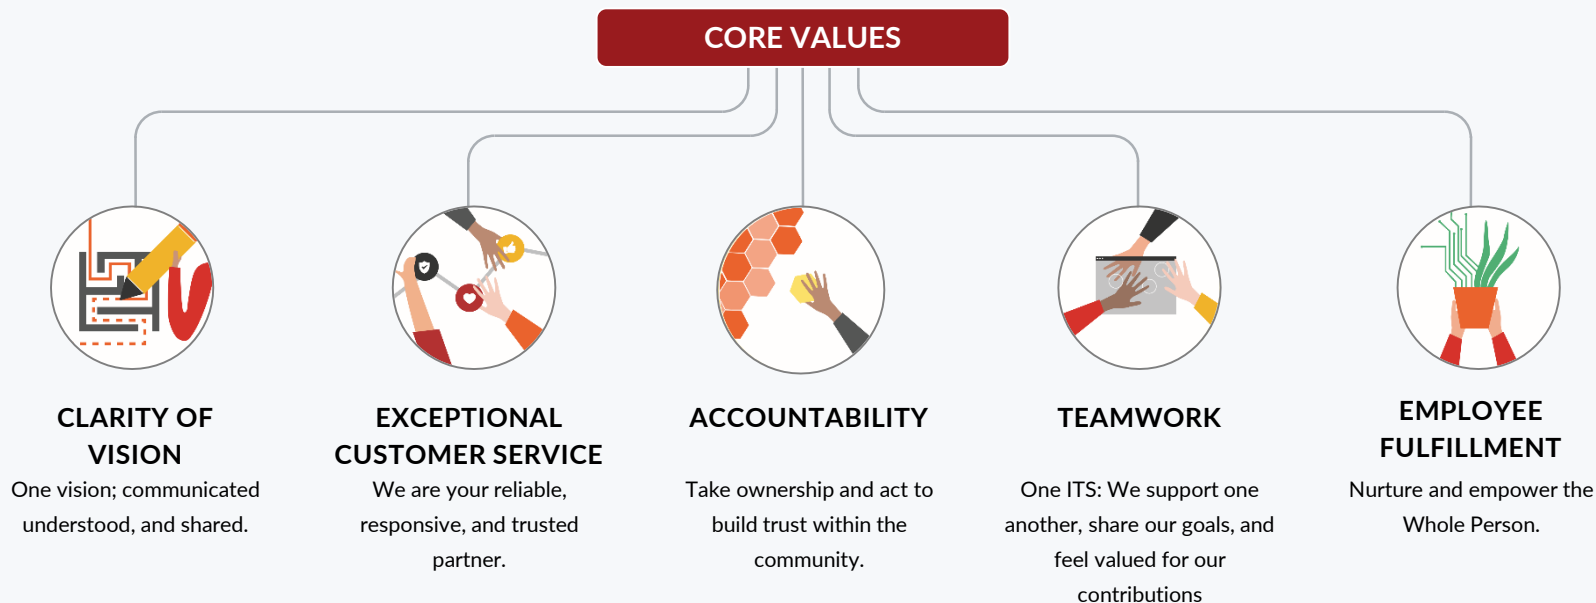 CORE VALUES
CLARITY OF
VISION
One vision; communicated
understood, and shared.
EXCEPTIONAL
CUSTOMER SERVICE
We are your reliable,
responsive, and trusted
partner.
ACCOUNTABILITY
Take ownership and act to
build trust within the
community.
TEAMWORK
One ITS: We support one
another, share our goals, and
feel valued for our
contributions
EMPLOYEE
FULFILLMENT
Nurture and empower the
Whole Person.